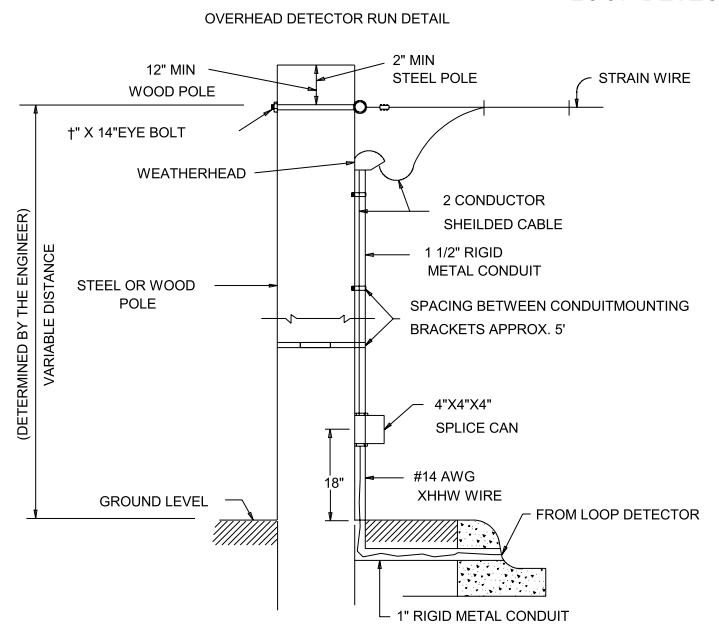 OVERHEAD DETECTOR RUN DETAIL
12" MIN
WOOD POLE
2" MIN
STEEL POLE
STRAIN WIRE
†" X 14"EYE BOLT
WEATHERHEAD
2 CONDUCTOR
SHEILDED CABLE
1 1/2" RIGID
METAL CONDUIT
(DETERMINED BY THE ENGINEER)
VARIABLE DISTANCE
STEEL OR WOOD
POLE
SPACING BETWEEN CONDUITMOUNTING
BRACKETS APPROX. 5'
4"X4"X4"
SPLICE CAN
18"
#14 AWG
XHHW WIRE
GROUND LEVEL
FROM LOOP DETECTOR
1" RIGID METAL CONDUIT